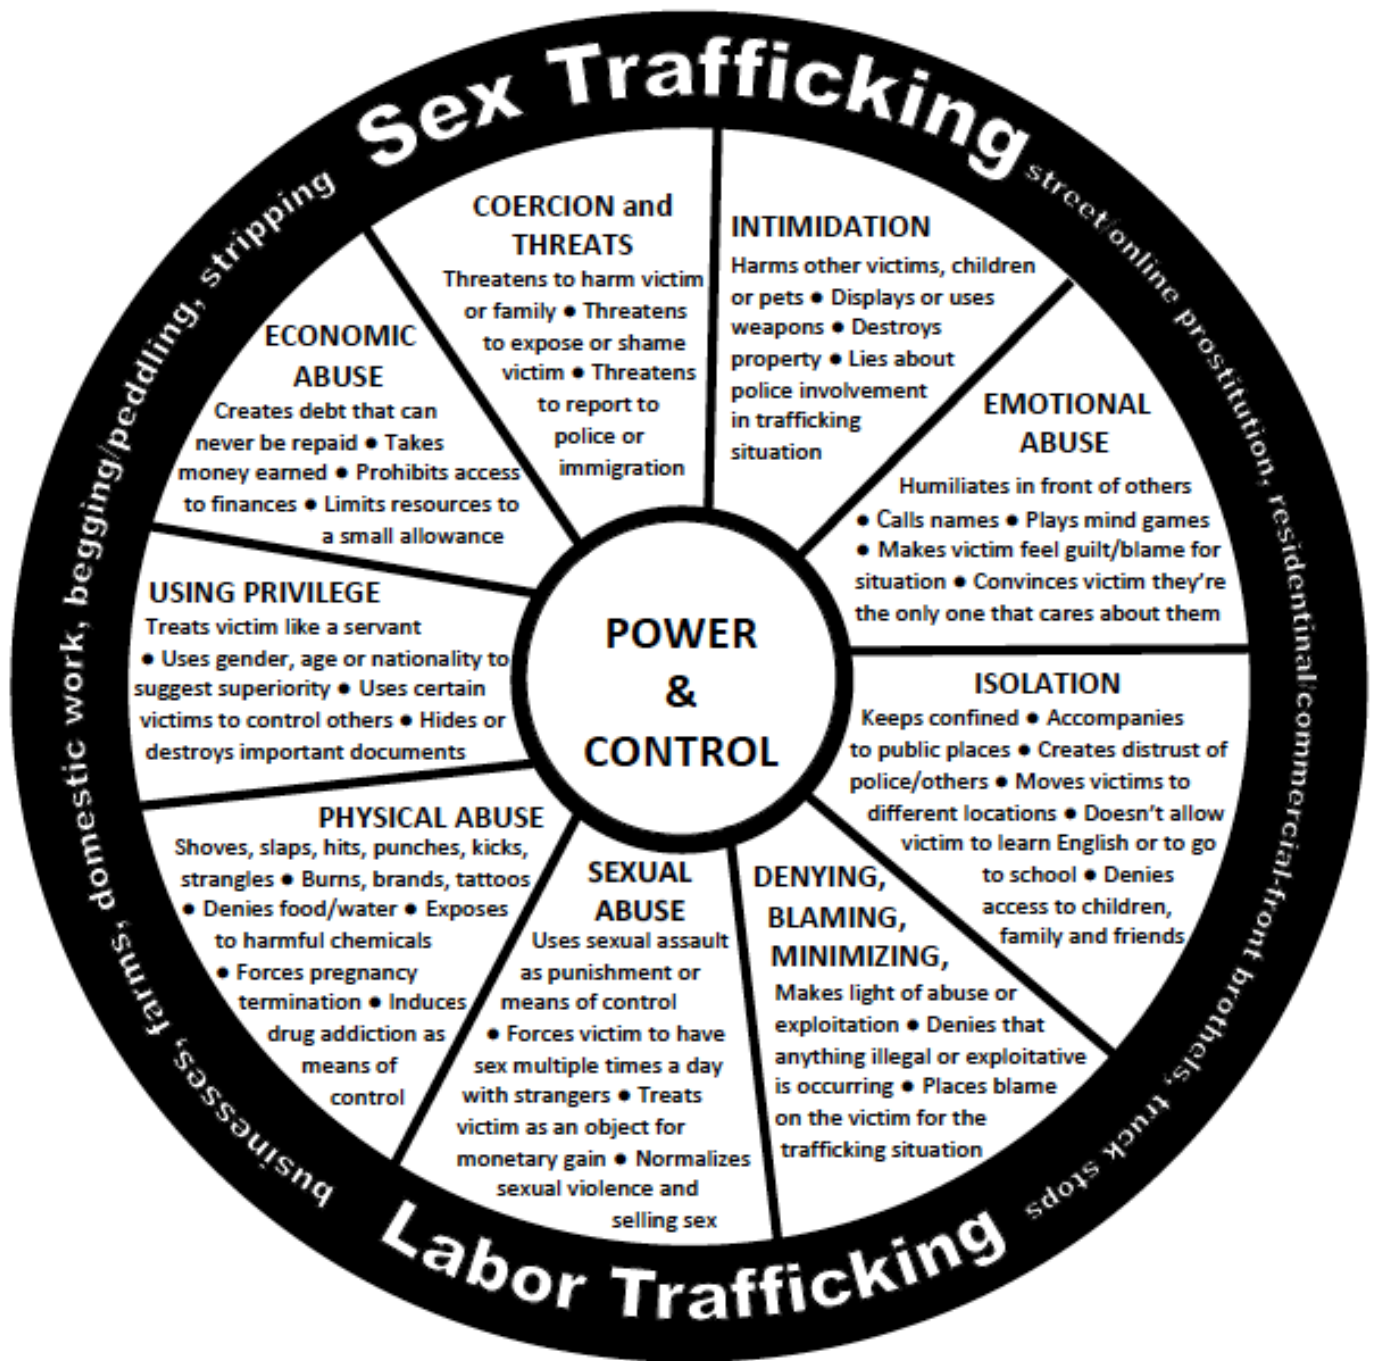 Sex Trafficking
street/online prostitution, residentinal/commercial-front brothels, truck stops
Labor Trafficking
businesses, farms, domestic work, begging/peddling, stripping
COERCION and
THREATS
Threatens to harm victim
or family ● Threatens
to expose or shame
victim ● Threatens
to report to
police or
immigration
INTIMIDATION
Harms other victims, children
or pets ● Displays or uses
weapons ● Destroys
property ● Lies about
police involvement
in trafficking
situation
EMOTIONAL
ABUSE
Humiliates in front of others
● Calls names ● Plays mind games
● Makes victim feel guilt/blame for
situation ● Convinces victim they're
the only one that cares about them
ISOLATION
Keeps confined ● Accompanies
to public places ● Creates distrust of
police/others ● Moves victims to
different locations ● Doesn't allow
victim to learn English or to go
to school ● Denies
access to children,
family and friends
DENYING,
BLAMING,
MINIMIZING,
Makes light of abuse or
exploitation ● Denies that
anything illegal or exploitative
is occurring ● Places blame
on the victim for the
trafficking situation
SEXUAL
ABUSE
Uses sexual assault
as punishment or
means of control
● Forces victim to have
sex multiple times a day
with strangers ● Treats
victim as an object for
monetary gain ● Normalizes
sexual violence and
selling sex
PHYSICAL ABUSE
Shoves, slaps, hits, punches, kicks,
strangles ● Burns, brands, tattoos
● Denies food/water ● Exposes
to harmful chemicals
● Forces pregnancy
termination ● Induces
drug addiction as
means of
control
USING PRIVILEGE
Treats victim like a servant
● Uses gender, age or nationality to
suggest superiority ● Uses certain
victims to control others ● Hides or
destroys important documents
ECONOMIC
ABUSE
Creates debt that can
never be repaid ● Takes
money earned ● Prohibits access
to finances ● Limits resources to
a small allowance
POWER
&
CONTROL